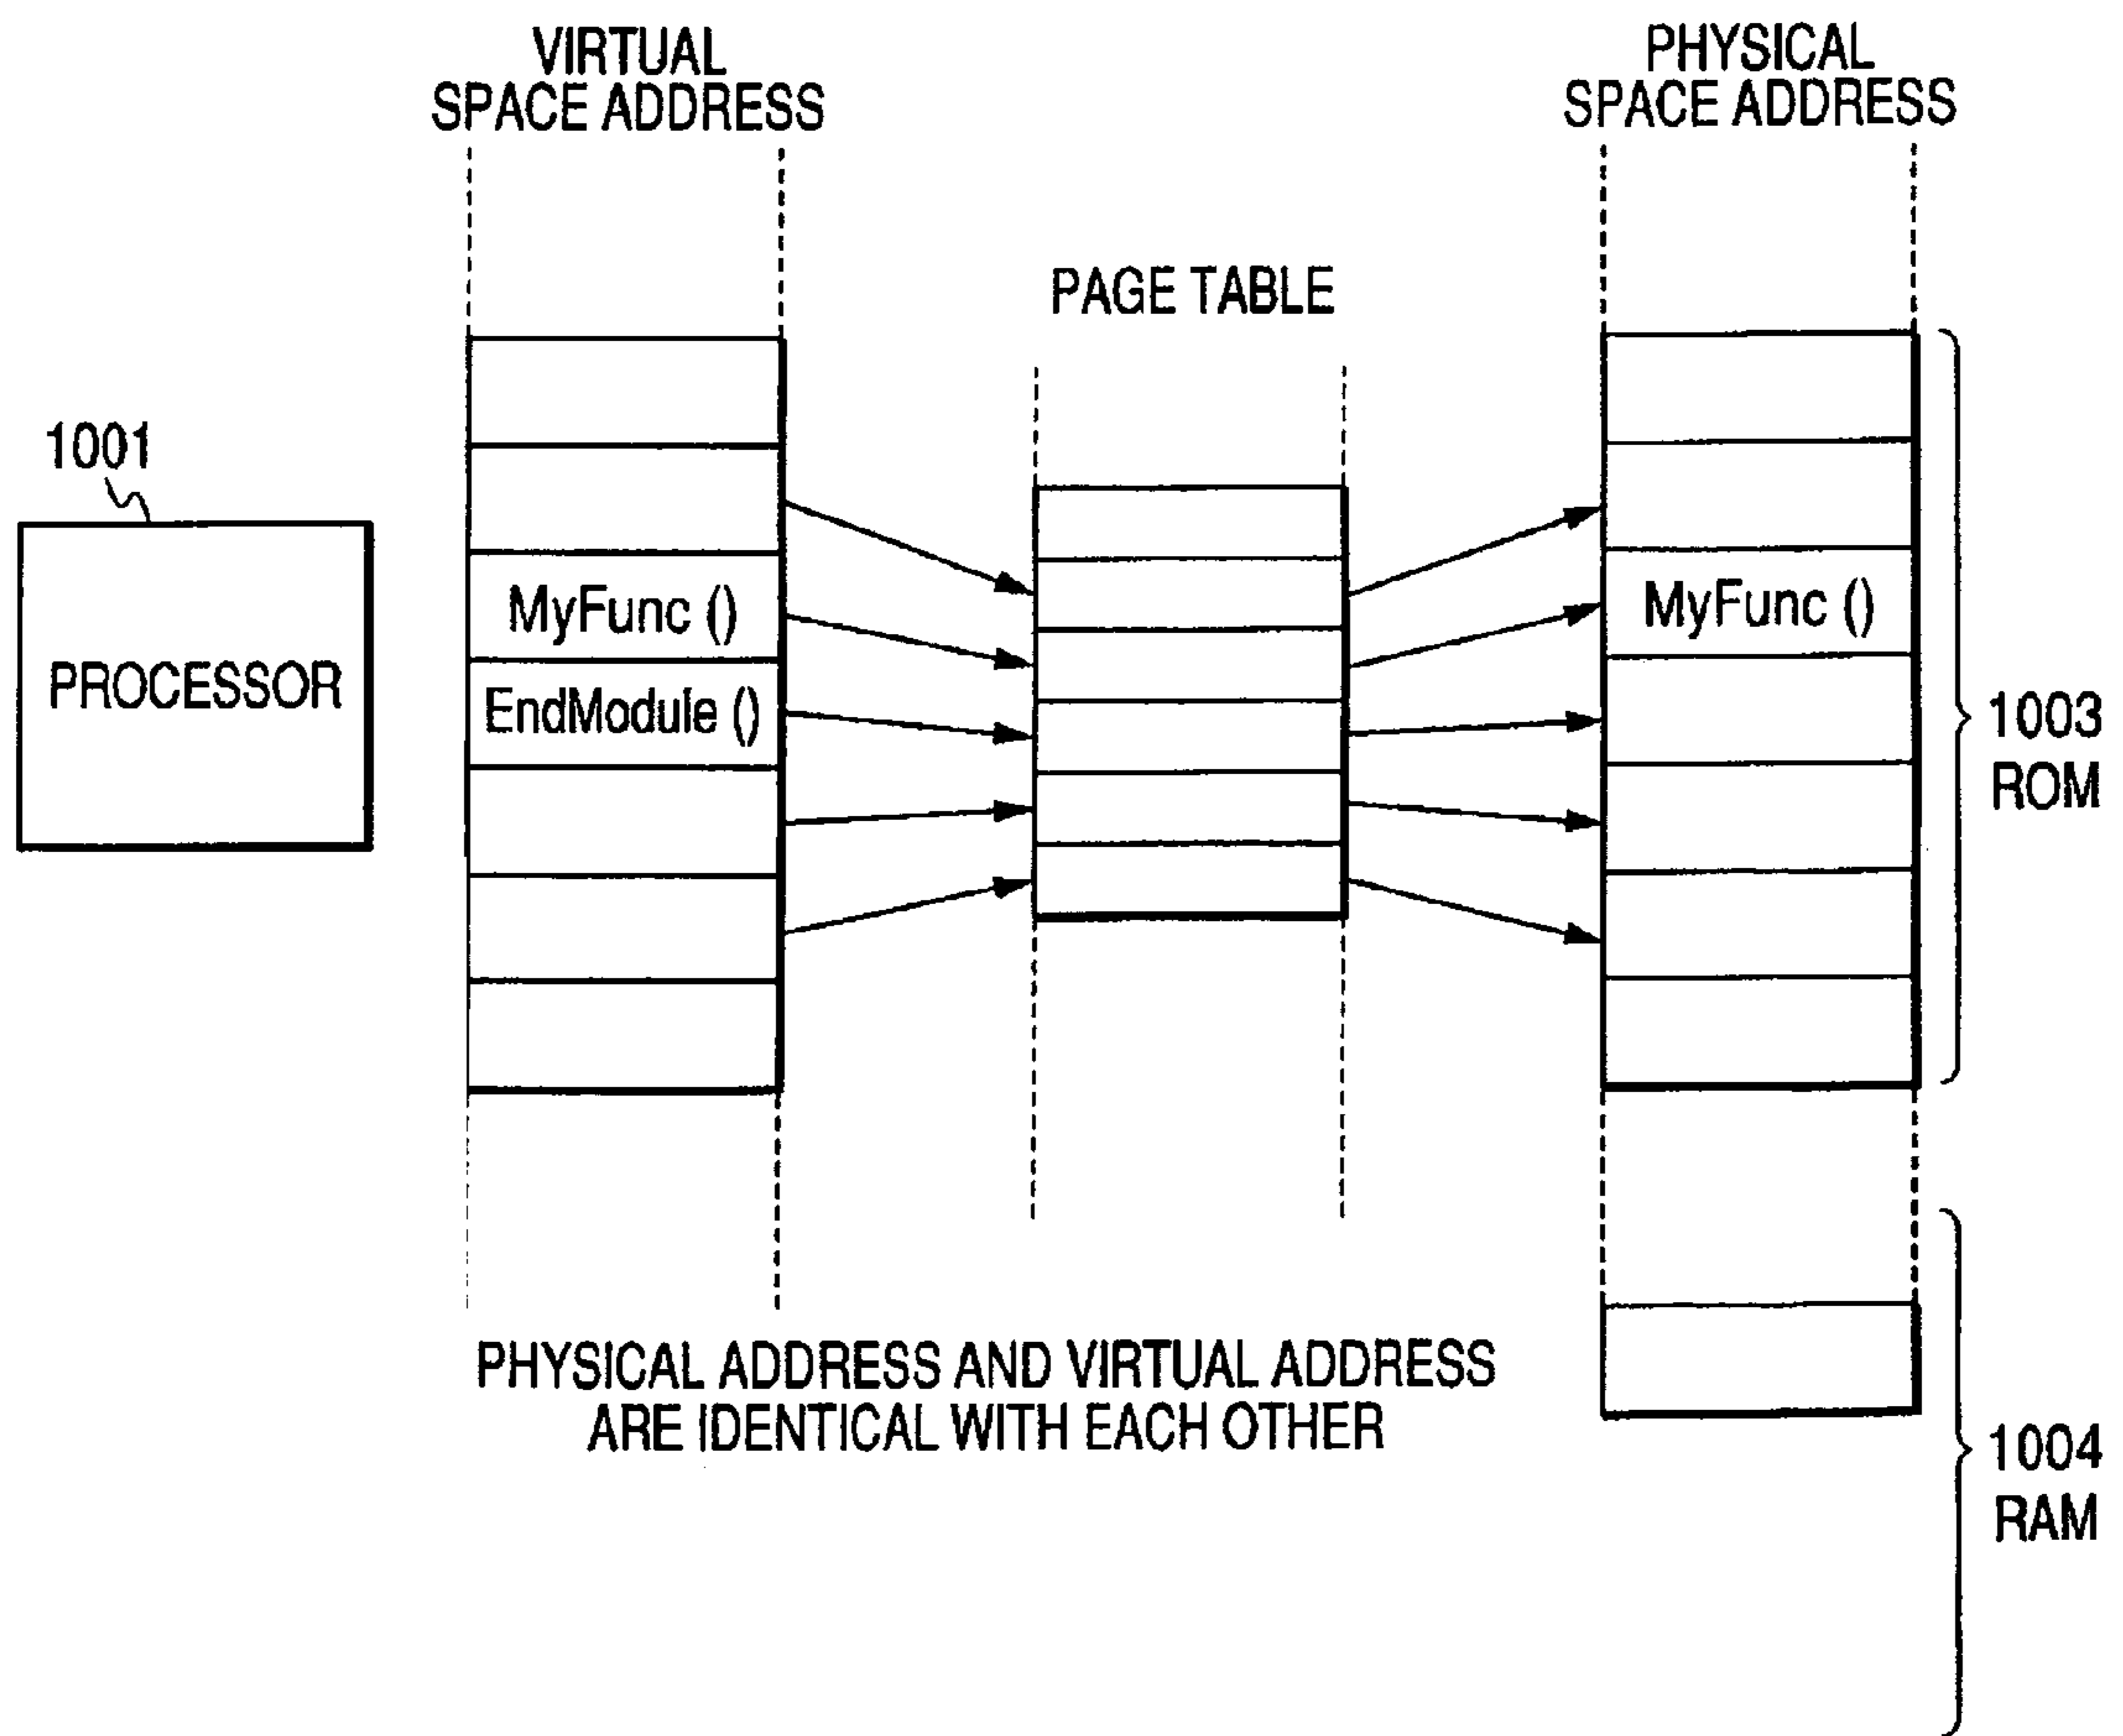 VIRTUAL
SPACE ADDRESS
PHYSICAL
SPACE ADDRESS
PAGE TABLE
1001
PROCESSOR
MyFunc ()
EndModule ()
MyFunc ()
1003
ROM
PHYSICAL ADDRESS AND VIRTUAL ADDRESS
ARE IDENTICAL WITH EACH OTHER
1004
RAM